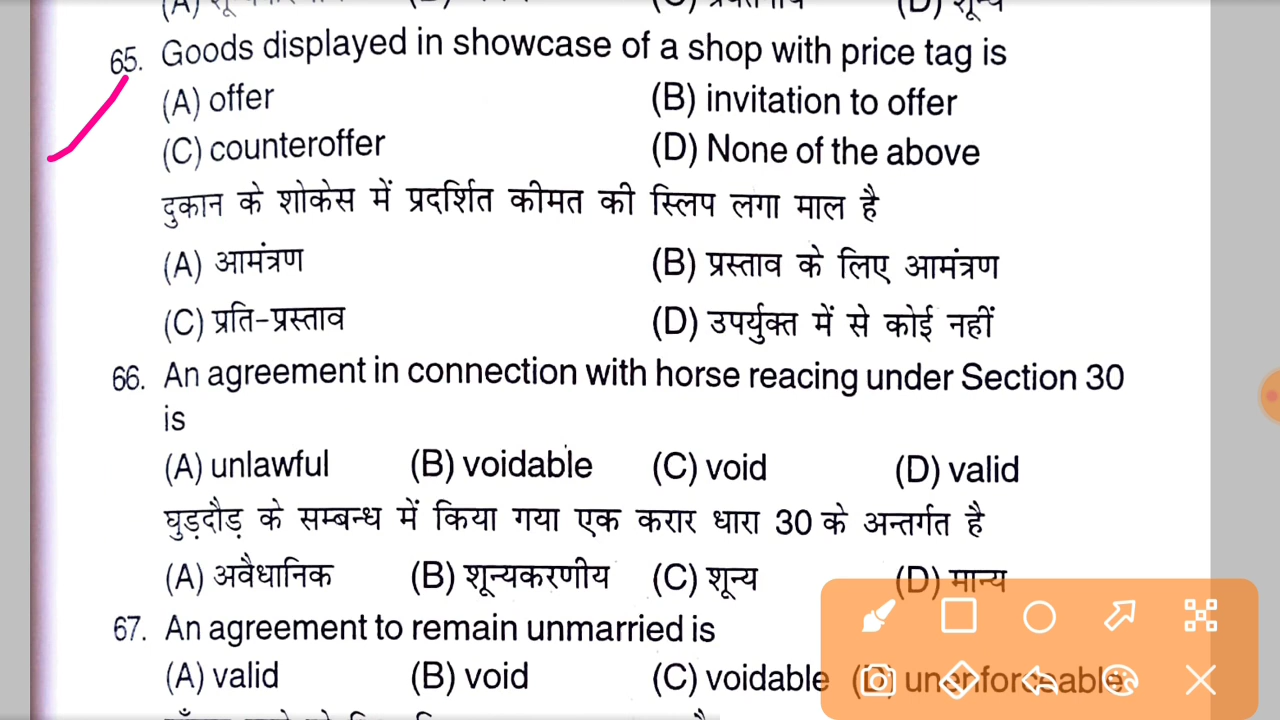 65. Goods displayed in showcase of a shop with price tag is
(A) offer (B) invitation to offer
(C) counteroffer (D) None of the above
दुकान के शोकेस में प्रदर्शित कीमत की स्लिप लगा माल है
(A) आमंत्रण (B) प्रस्ताव के लिए आमंत्रण
(C) प्रति-प्रस्ताव (D) उपर्युक्त में से कोई नहीं
66. An agreement in connection with horse reacing under Section 30
is
(A) unlawful (B) voidable (C) void (D) valid
घुड़दौड़ के सम्बन्ध में किया गया एक करार धारा 30 के अन्तर्गत है
(A) अवैधानिक (B) शून्यकरणीय (C) शून्य (D) मान्य
67. An agreement to remain unmarried is
(A) valid (B) void (C) voidable (D) unenforceable